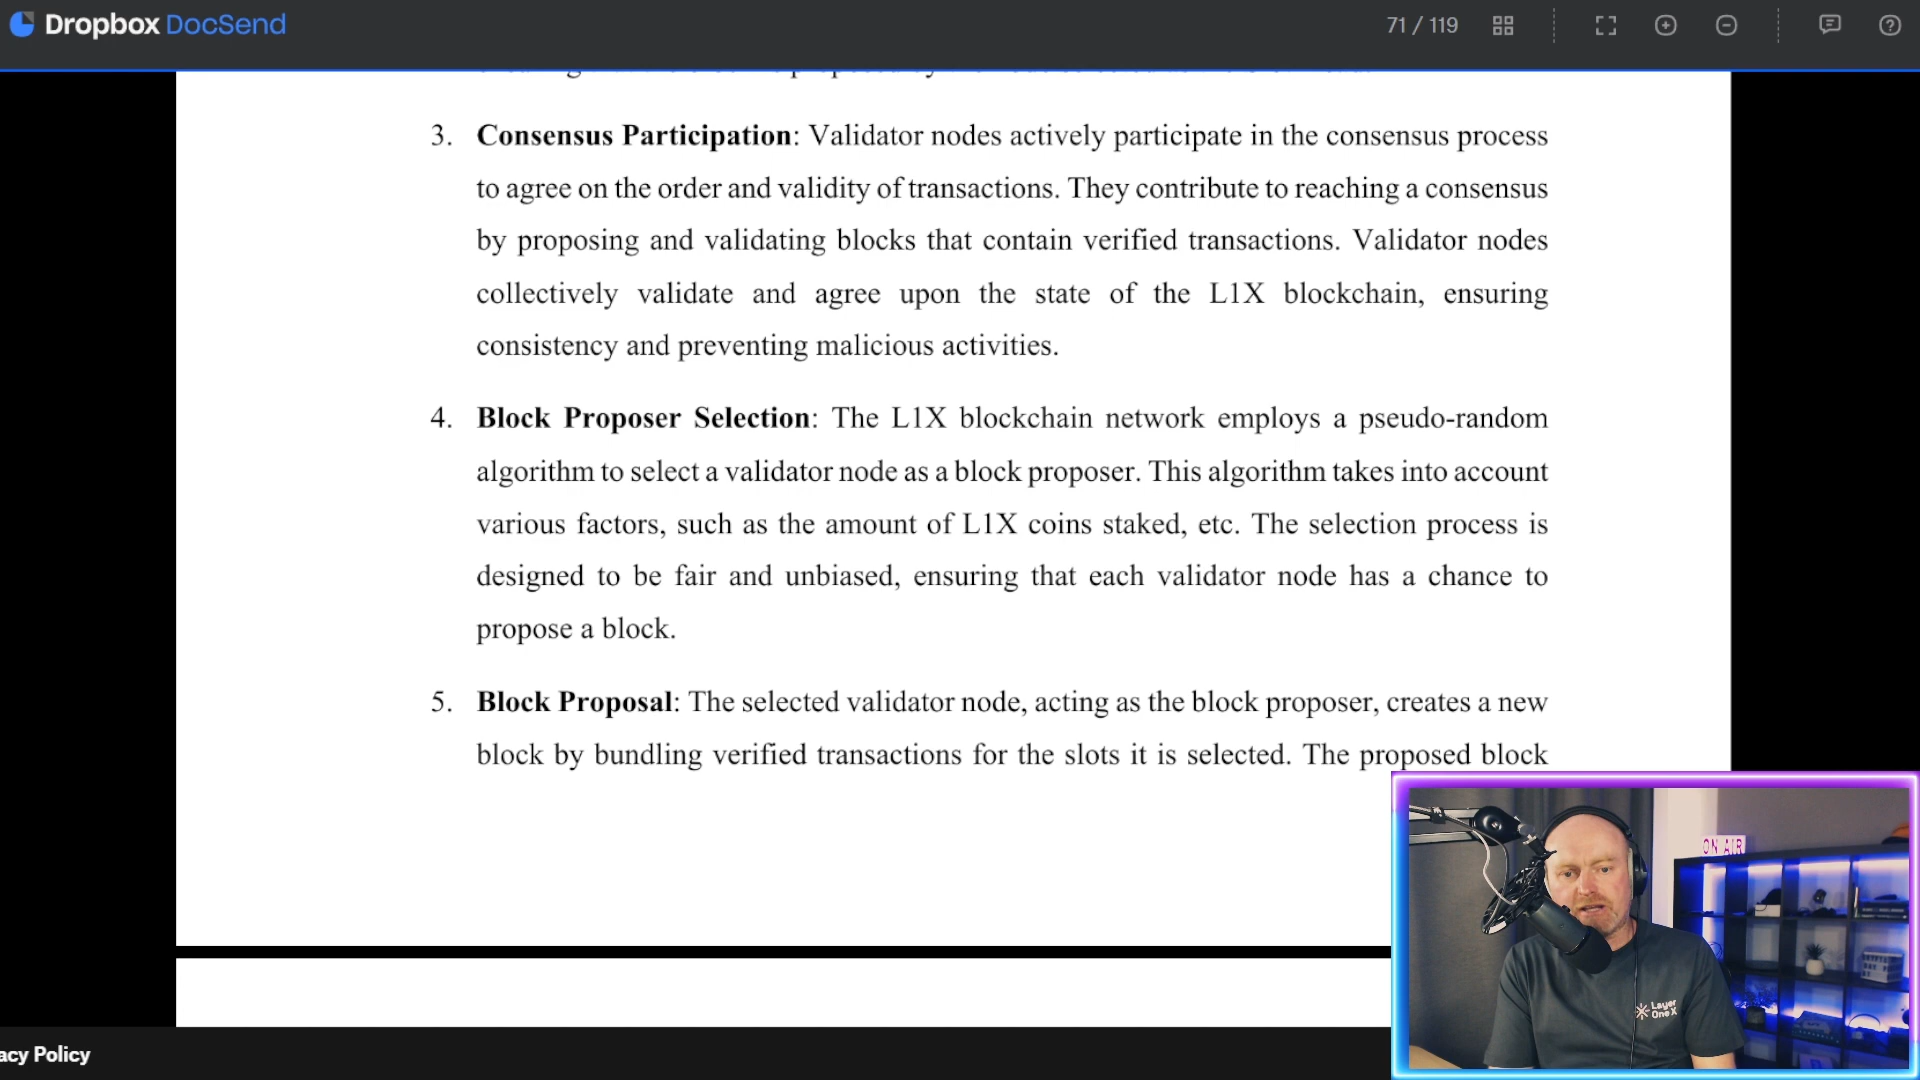 Dropbox DocSend
71 / 119
3. Consensus Participation: Validator nodes actively participate in the consensus process
to agree on the order and validity of transactions. They contribute to reaching a consensus
by proposing and validating blocks that contain verified transactions. Validator nodes
collectively validate and agree upon the state of the L1X blockchain, ensuring
consistency and preventing malicious activities.
4. Block Proposer Selection: The L1X blockchain network employs a pseudo-random
algorithm to select a validator node as a block proposer. This algorithm takes into account
various factors, such as the amount of L1X coins staked, etc. The selection process is
designed to be fair and unbiased, ensuring that each validator node has a chance to
propose a block.
5. Block Proposal: The selected validator node, acting as the block proposer, creates a new
block by bundling verified transactions for the slots it is selected. The proposed block
ON AIR
Layer
One X
acy Policy